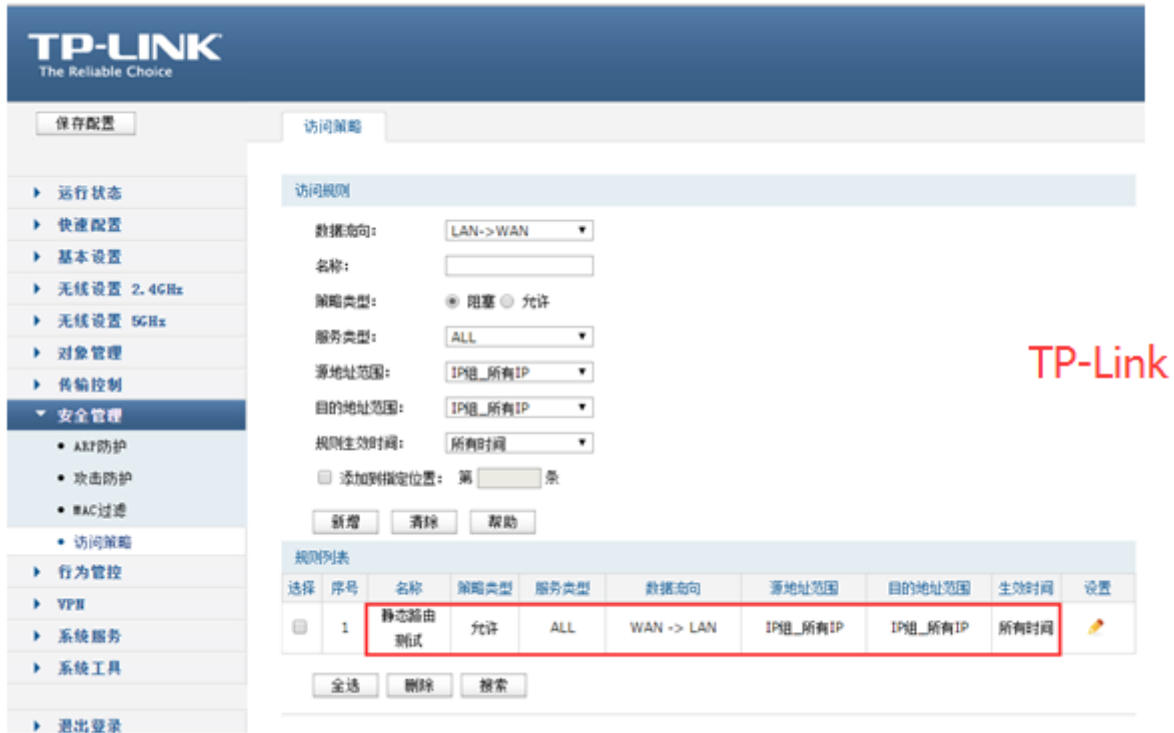 TP-LINK
The Reliable Choice
保存配置
访问策略
运行状态
快速配置
基本设置
无线设置 2.4GHz
无线设置 5GHz
对象管理
传输控制
安全管理
ARP防护
攻击防护
MAC过滤
访问策略
行为管控
VPN
系统服务
系统工具
退出登录
访问规则
数据流向: LAN->WAN
名称:
策略类型: 阻塞 允许
服务类型: ALL
源地址范围: IP组_所有IP
目的地址范围: IP组_所有IP
规则生效时间: 所有时间
添加到指定位置: 第 条
新增 清除 帮助
规则列表
选择 序号 名称 策略类型 服务类型 数据流向 源地址范围 目的地址范围 生效时间 设置
1 静态路由 允许 ALL WAN -> LAN IP组_所有IP IP组_所有IP 所有时间
测试
全选 删除 搜索
TP-Link